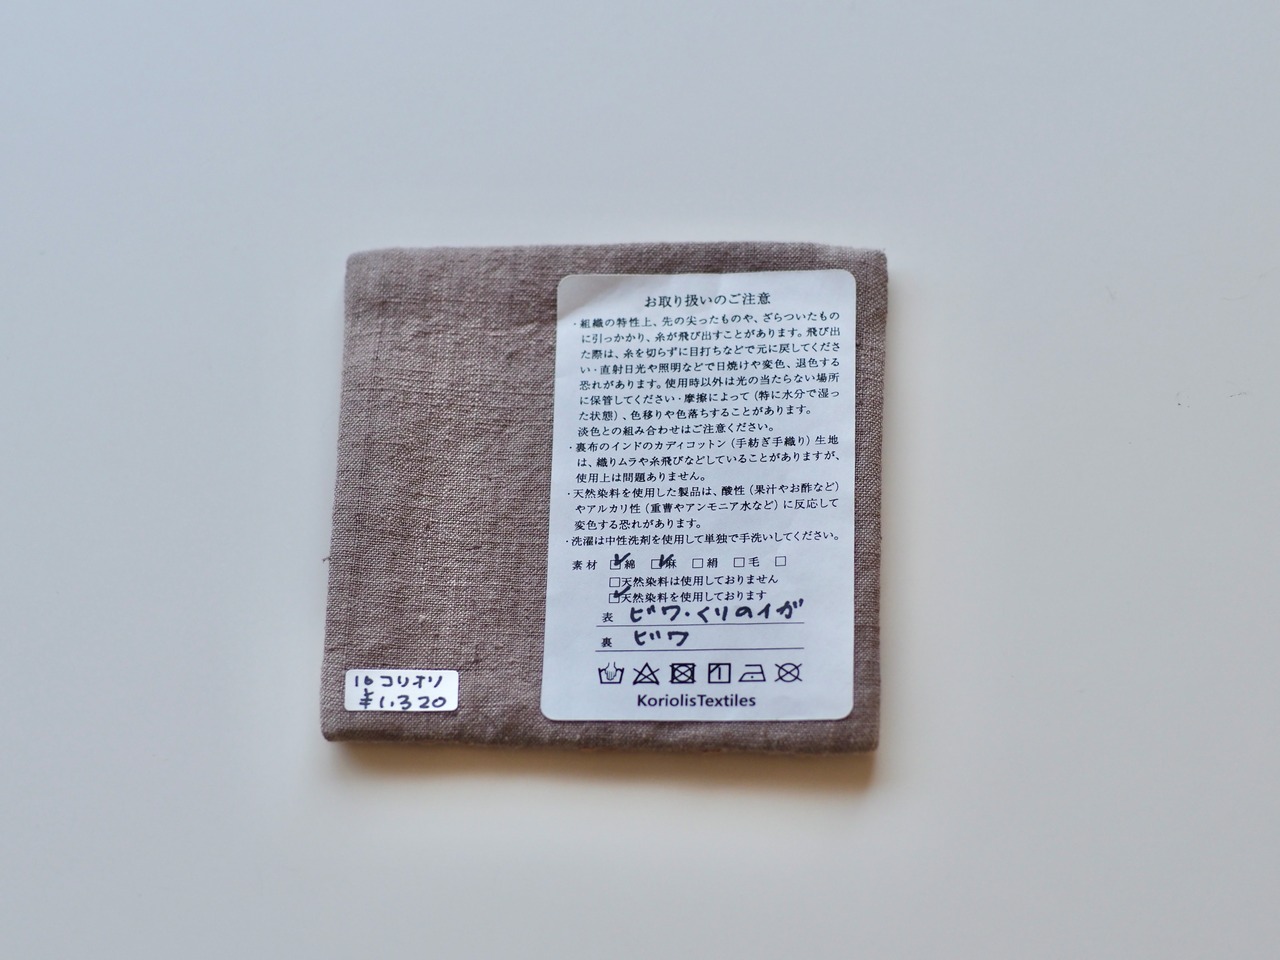 お取り扱いのご注意
・組織の特性上、先の尖ったものや、ざらついたもの
に引っかかり、糸が飛び出すことがあります。飛び出
た際は、糸を切らずに目打ちなどで元に戻してくださ
い・直射日光や照明などで日焼けや変色、退色する
恐れがあります。使用時以外は光の当たらない場所
に保管してください・摩擦によって（特に水分で湿っ
た状態）、色移りや色落ちすることがあります。
淡色との組み合わせはご注意ください。
・裏布のインドのカディコットン（手紡ぎ手織り）生地
は、織りムラや糸飛びなどしていることがありますが、
使用上は問題ありません。
・天然染料を使用した製品は、酸性（果汁やお酢など）
やアルカリ性（重曹やアンモニア水など）に反応して
変色する恐れがあります。
・洗濯は中性洗剤を使用して単独で手洗いしてください。
素材 ☑綿 ☑麻 □絹 □毛 □
□天然染料は使用しておりません
☑天然染料を使用しております
表 ビワ・くりのイガ
裏 ビワ
KoriolisTextiles
16 コリオリ
¥1,320